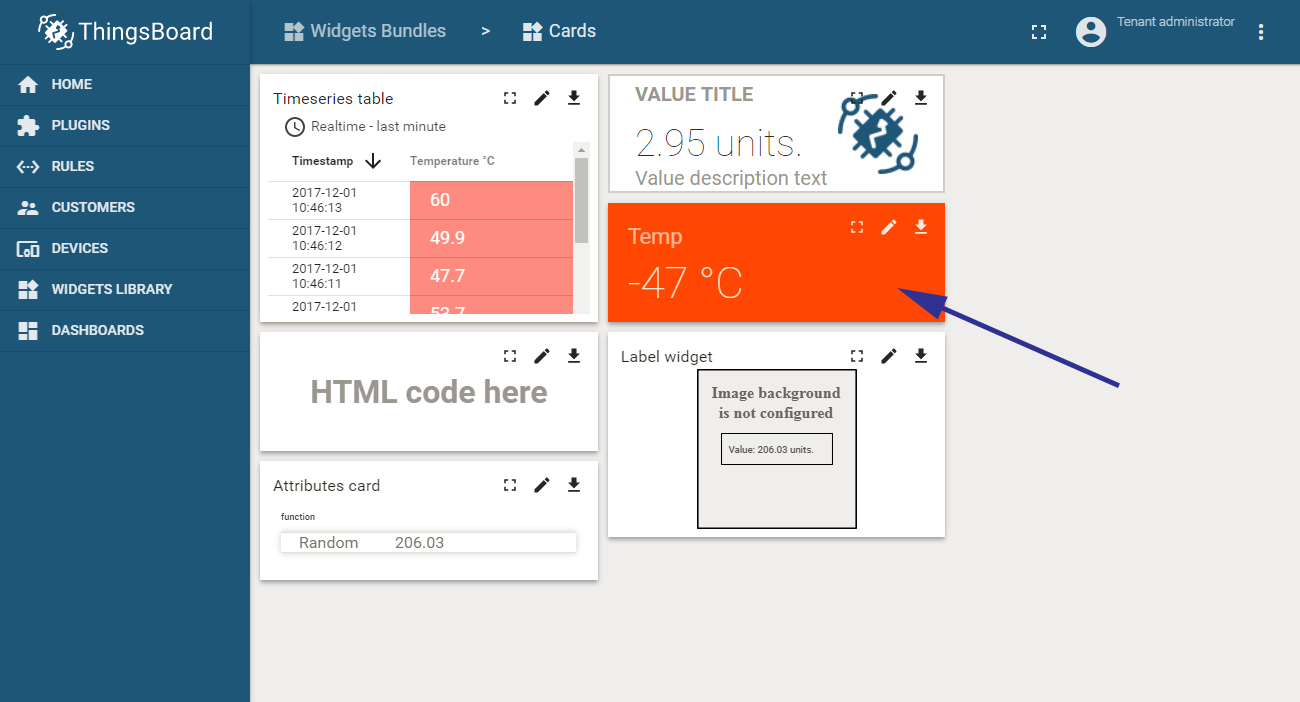 ThingsBoard
Widgets Bundles > Cards
Tenant administrator
HOME
PLUGINS
RULES
CUSTOMERS
DEVICES
WIDGETS LIBRARY
DASHBOARDS
Timeseries table
Realtime - last minute
Timestamp Temperature °C
2017-12-01
10:46:13
60
2017-12-01
10:46:12
49.9
2017-12-01
10:46:11
47.7
2017-12-01
53.7
HTML code here
Attributes card
function
Random 206.03
VALUE TITLE
2.95 units.
Value description text
Temp
-47 °C
Label widget
Image background
is not configured
Value: 206.03 units.